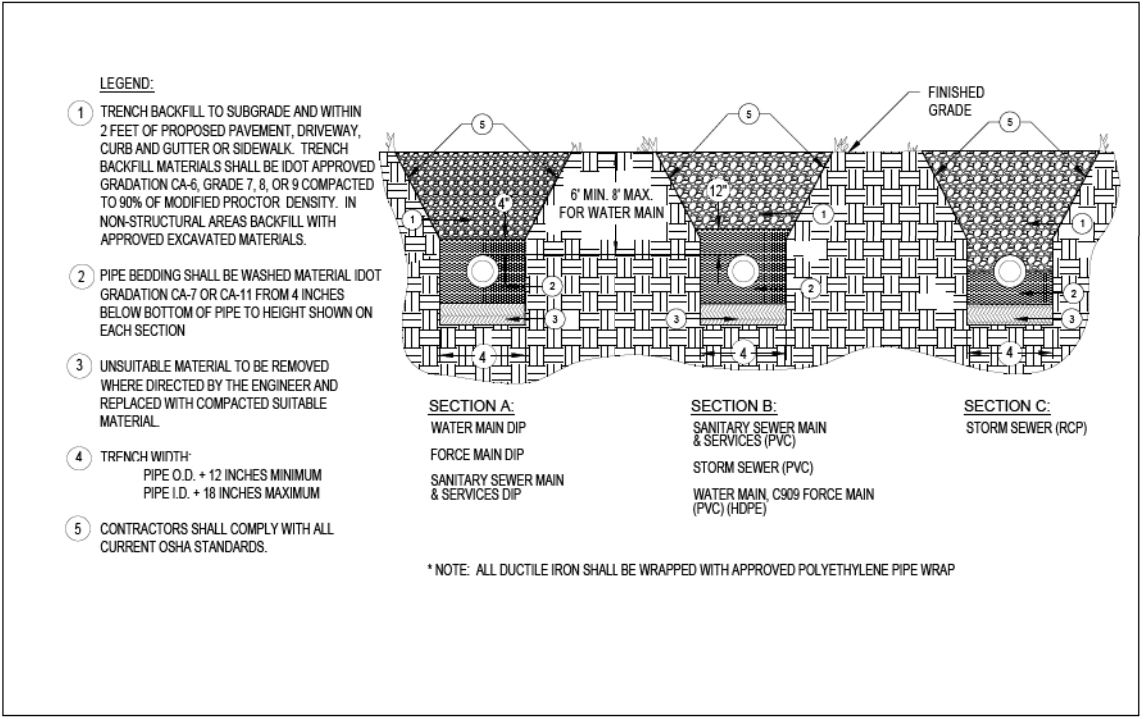 LEGEND:
1 TRENCH BACKFILL TO SUBGRADE AND WITHIN
2 FEET OF PROPOSED PAVEMENT, DRIVEWAY,
CURB AND GUTTER OR SIDEWALK. TRENCH
BACKFILL MATERIALS SHALL BE IDOT APPROVED
GRADATION CA-6, GRADE 7, 8, OR 9 COMPACTED
TO 90% OF MODIFIED PROCTOR DENSITY. IN
NON-STRUCTURAL AREAS BACKFILL WITH
APPROVED EXCAVATED MATERIALS.
2 PIPE BEDDING SHALL BE WASHED MATERIAL IDOT
GRADATION CA-7 OR CA-11 FROM 4 INCHES
BELOW BOTTOM OF PIPE TO HEIGHT SHOWN ON
EACH SECTION
3 UNSUITABLE MATERIAL TO BE REMOVED
WHERE DIRECTED BY THE ENGINEER AND
REPLACED WITH COMPACTED SUITABLE
MATERIAL.
4 TRENCH WIDTH:
PIPE O.D. + 12 INCHES MINIMUM
PIPE I.D. + 18 INCHES MAXIMUM
5 CONTRACTORS SHALL COMPLY WITH ALL
CURRENT OSHA STANDARDS.
5
4"
1
2
3
4
6' MIN. 8' MAX.
FOR WATER MAIN
5
12"
1
2
3
4
FINISHED
GRADE
5
1
2
3
4
SECTION A:
WATER MAIN DIP
FORCE MAIN DIP
SANITARY SEWER MAIN
& SERVICES DIP
SECTION B:
SANITARY SEWER MAIN
& SERVICES (PVC)
STORM SEWER (PVC)
WATER MAIN, C909 FORCE MAIN
(PVC) (HDPE)
SECTION C:
STORM SEWER (RCP)
* NOTE: ALL DUCTILE IRON SHALL BE WRAPPED WITH APPROVED POLYETHYLENE PIPE WRAP